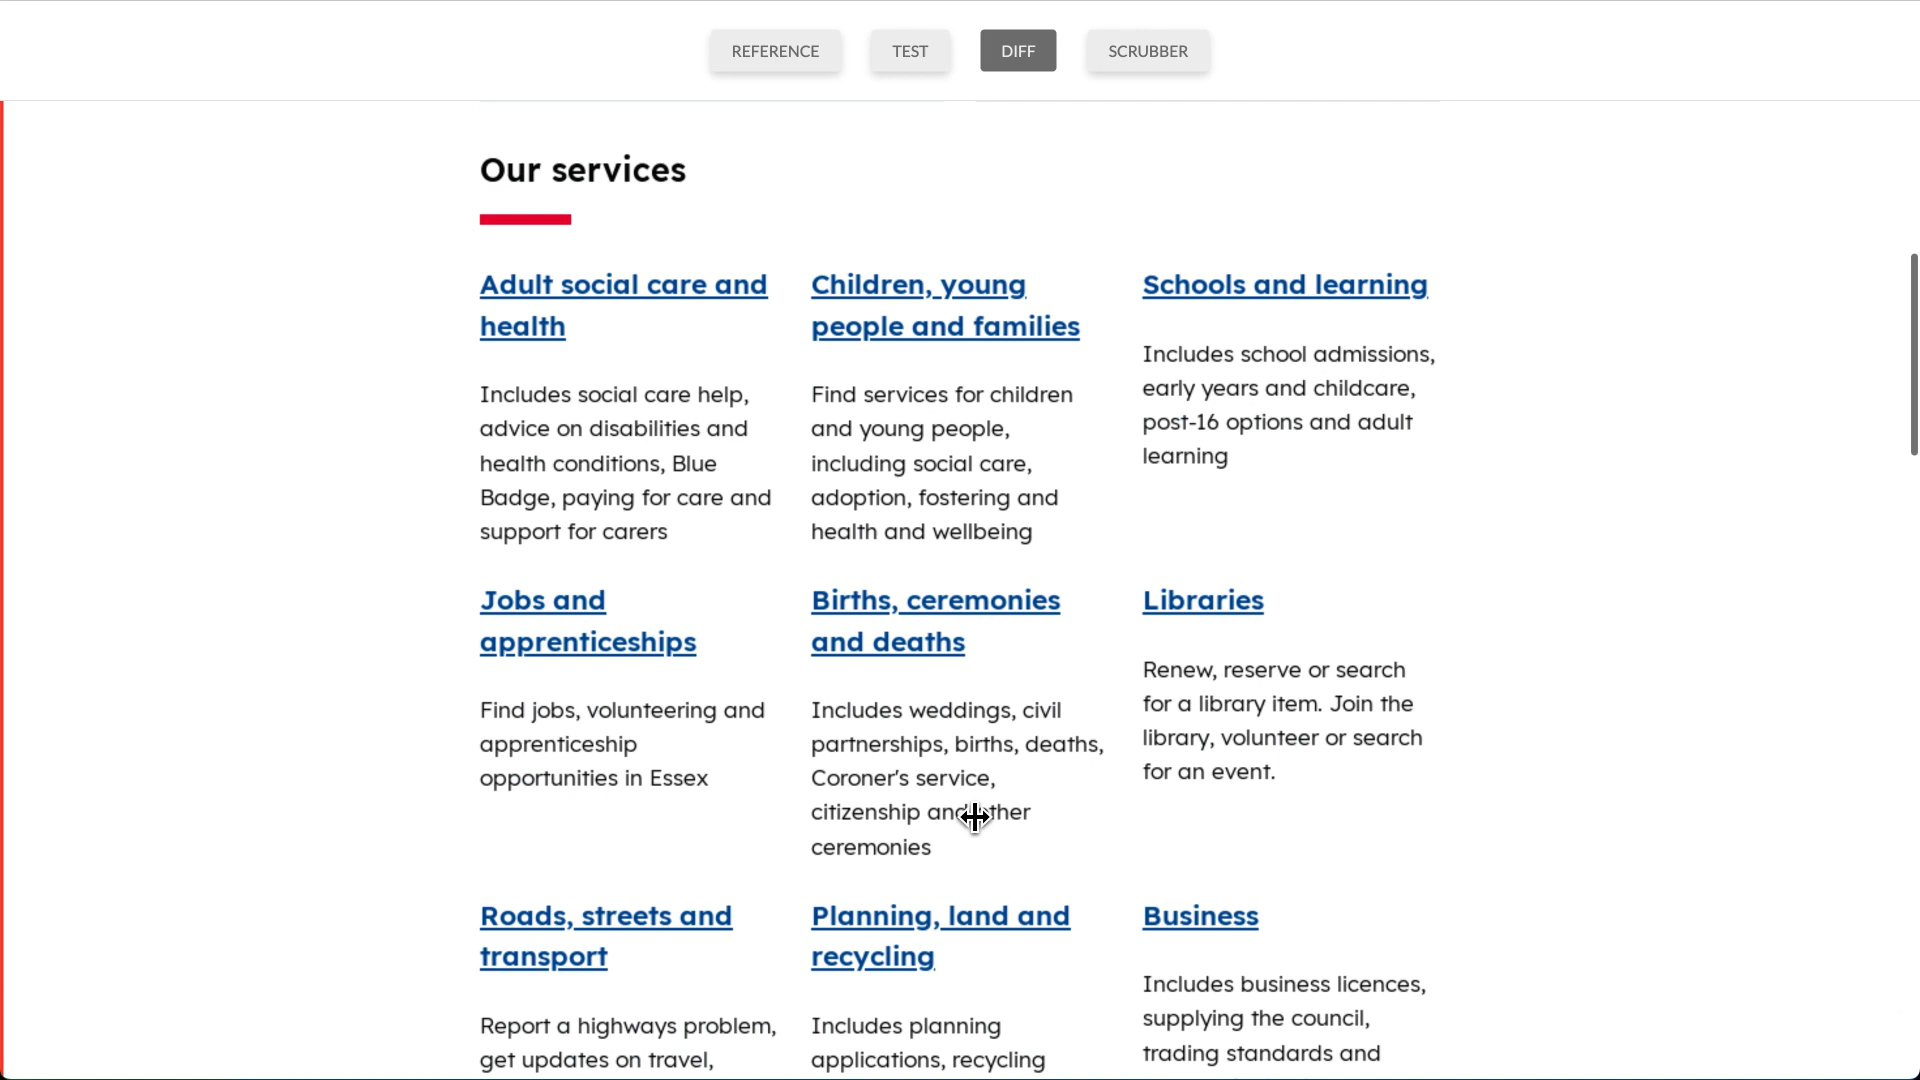 REFERENCE
TEST
DIFF
SCRUBBER
Our services
Adult social care and
health
Includes social care help,
advice on disabilities and
health conditions, Blue
Badge, paying for care and
support for carers
Children, young
people and families
Find services for children
and young people,
including social care,
adoption, fostering and
health and wellbeing
Schools and learning
Includes school admissions,
early years and childcare,
post-16 options and adult
learning
Jobs and
apprenticeships
Find jobs, volunteering and
apprenticeship
opportunities in Essex
Births, ceremonies
and deaths
Includes weddings, civil
partnerships, births, deaths,
Coroner's service,
citizenship and other
ceremonies
Libraries
Renew, reserve or search
for a library item. Join the
library, volunteer or search
for an event.
Roads, streets and
transport
Report a highways problem,
get updates on travel,
Planning, land and
recycling
Includes planning
applications, recycling
Business
Includes business licences,
supplying the council,
trading standards and